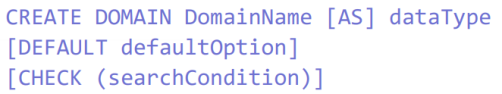 CREATE DOMAIN DomainName [AS] dataType
[DEFAULT defaultOption]
[CHECK (searchCondition)]